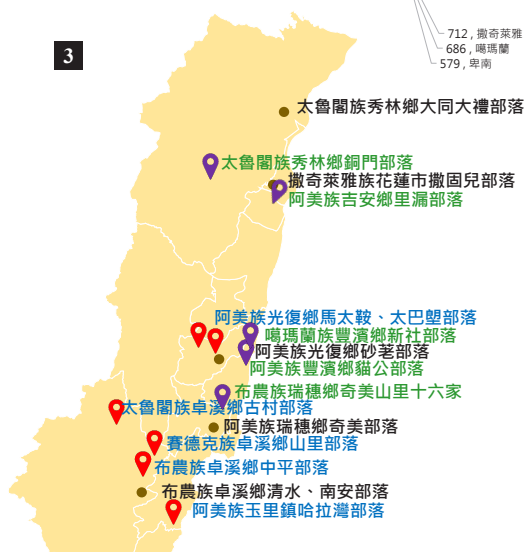 712 , 撒奇萊雅
686 , 噶瑪蘭
579 , 卑南
3
太魯閣族秀林鄉大同大禮部落
太魯閣族秀林鄉銅門部落
撒奇萊雅族花蓮市撒固兒部落
阿美族吉安鄉里漏部落
阿美族光復鄉馬太鞍、太巴塱部落
噶瑪蘭族豐濱鄉新社部落
阿美族光復鄉砂荖部落
阿美族豐濱鄉貓公部落
布農族瑞穗鄉奇美山里十六家
太魯閣族卓溪鄉古村部落
阿美族瑞穗鄉奇美部落
賽德克族卓溪鄉山里部落
布農族卓溪鄉中平部落
布農族卓溪鄉清水、南安部落
阿美族玉里鎮哈拉灣部落